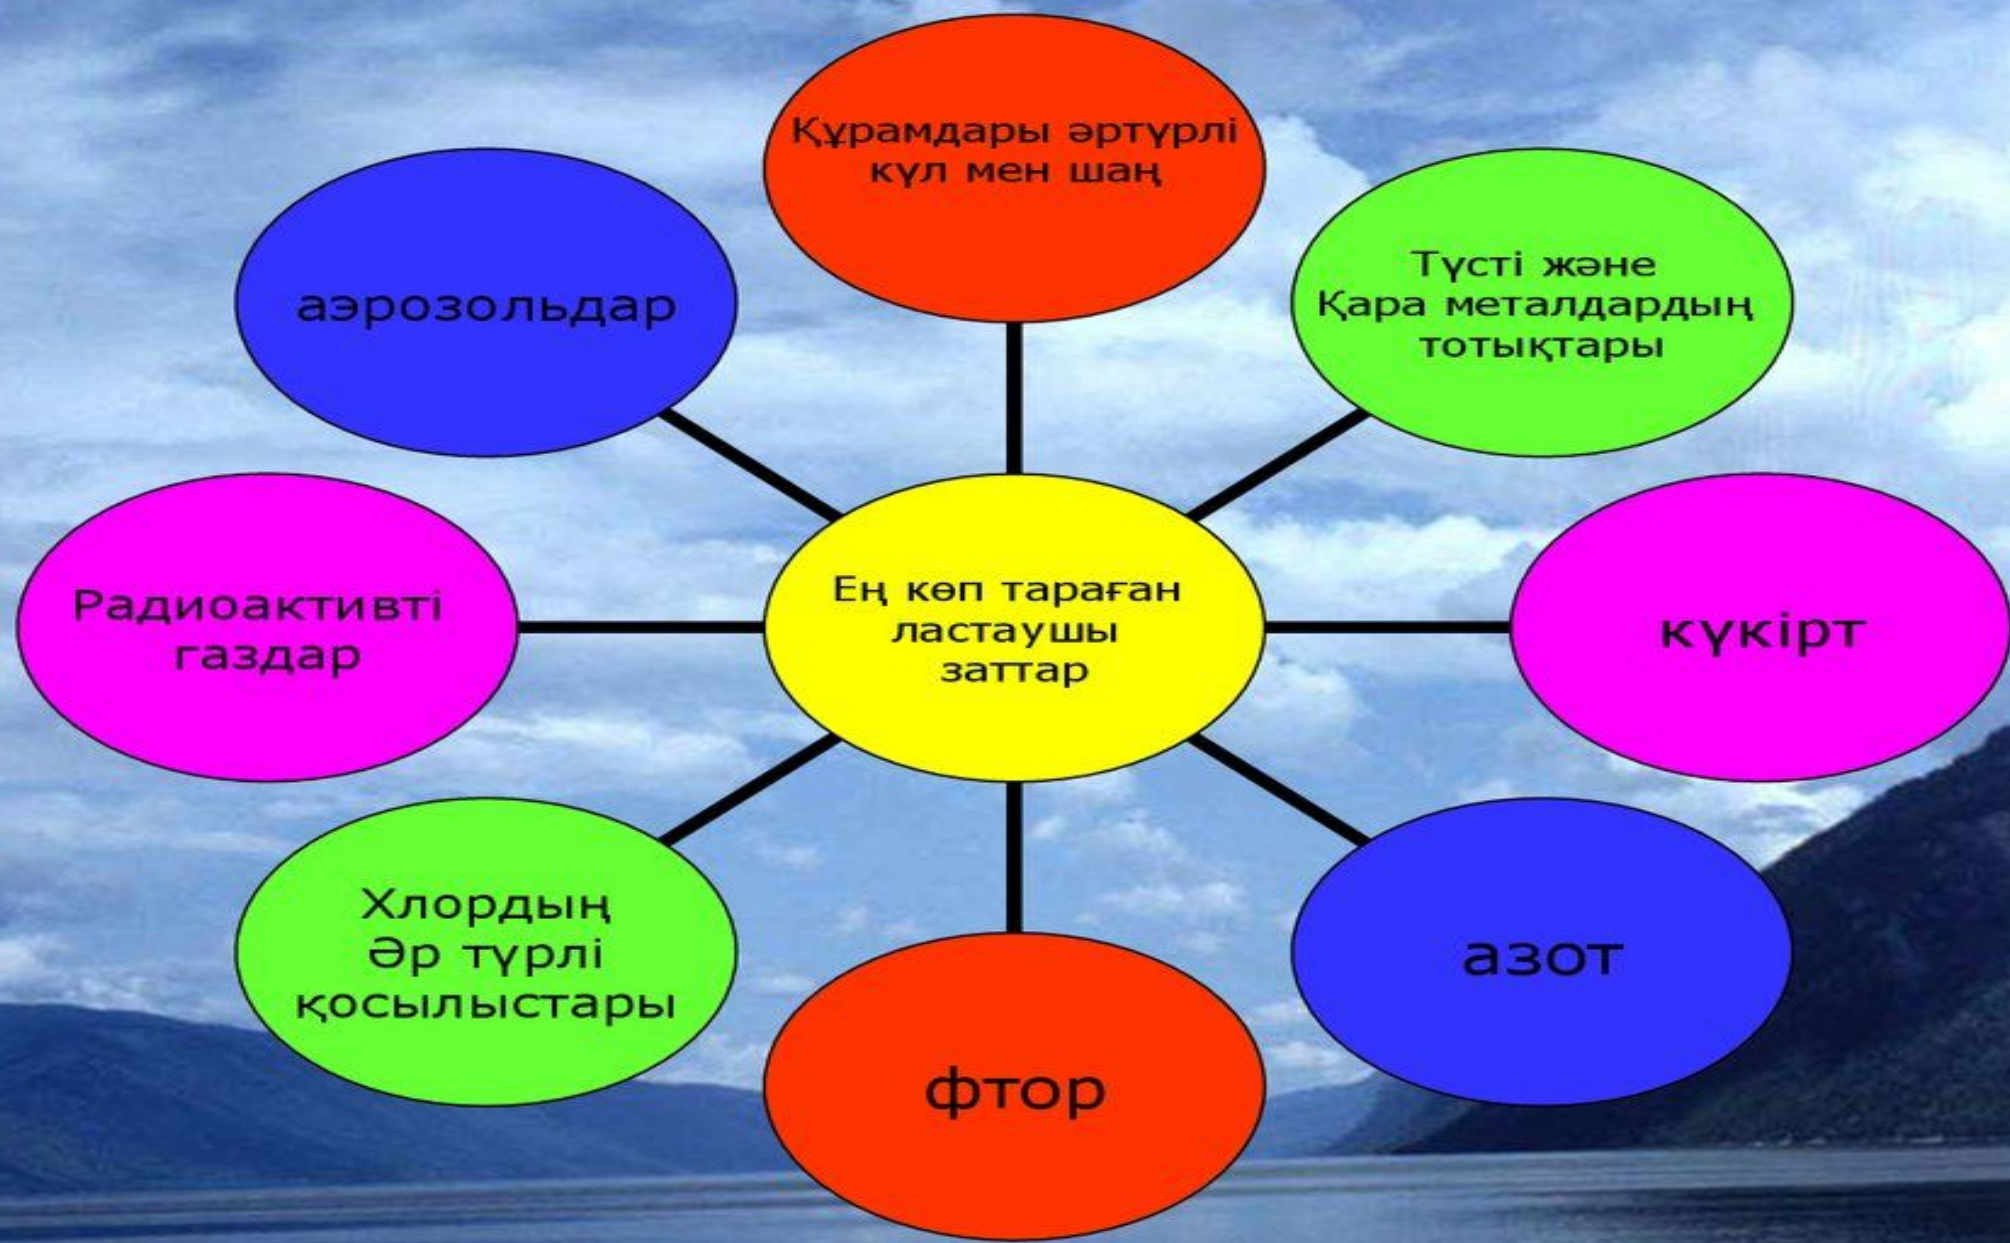 Құрамдары әртүрлі
күл мен шаң
аэрозольдар
Түсті және
Қара металдардың
тотықтары
Радиоактивті
газдар
Ең көп тараған
ластаушы
заттар
күкірт
Хлордың
Әр түрлі
қосылыстары
азот
фтор